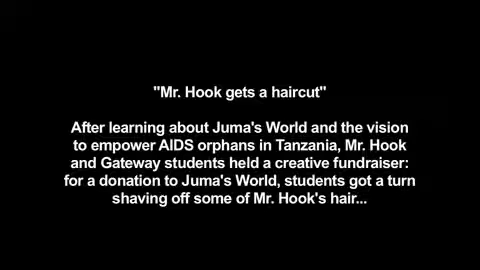 "Mr. Hook gets a haircut"
After learning about Juma's World and the vision
to empower AIDS orphans in Tanzania, Mr. Hook
and Gateway students held a creative fundraiser:
for a donation to Juma's World, students got a turn
shaving off some of Mr. Hook's hair...